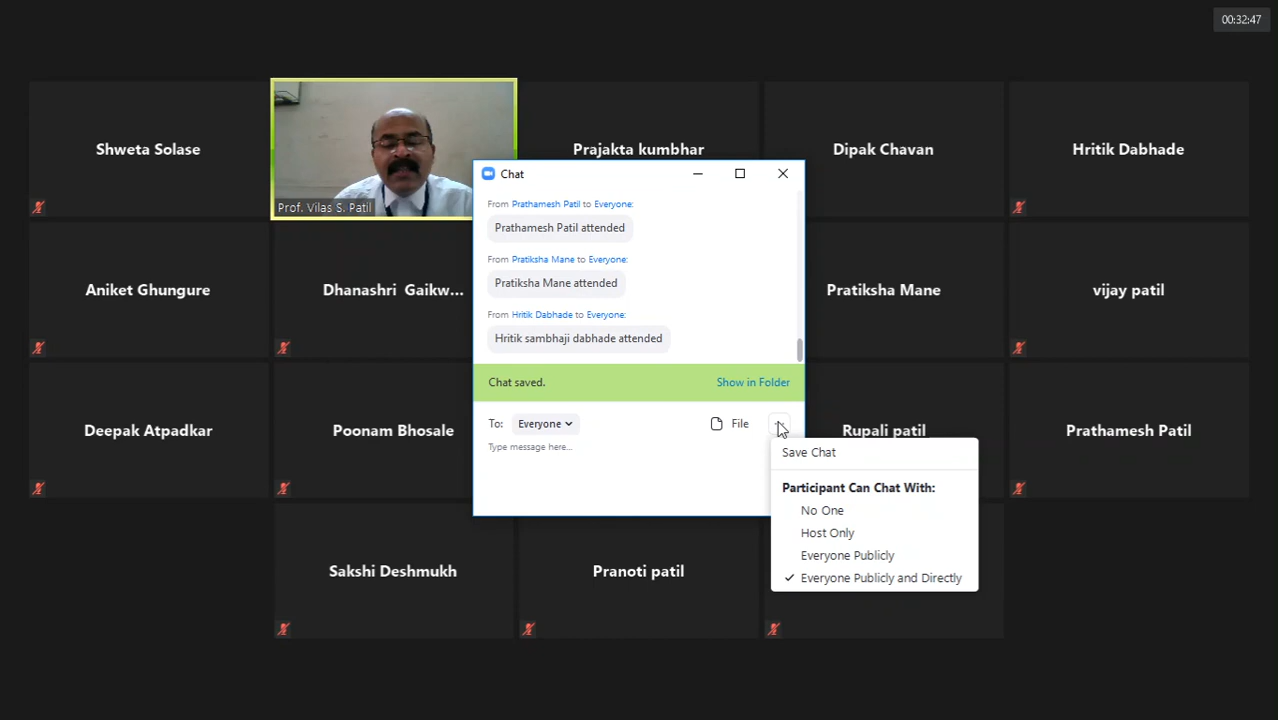 00:32:47
Shweta Solase
Prof. Vilas S. Patil
Prajakta kumbhar
Dipak Chavan
Hritik Dabhade
Aniket Ghungure
Dhanashri Gaikw...
Pratiksha Mane
vijay patil
Deepak Atpadkar
Poonam Bhosale
Rupali patil
Prathamesh Patil
Sakshi Deshmukh
Pranoti patil
Chat
From Prathamesh Patil to Everyone:
Prathamesh Patil attended
From Pratiksha Mane to Everyone:
Pratiksha Mane attended
From Hritik Dabhade to Everyone:
Hritik sambhaji dabhade attended
Chat saved. Show in Folder
To: Everyone File
Type message here...
Save Chat
Participant Can Chat With:
No One
Host Only
Everyone Publicly
Everyone Publicly and Directly